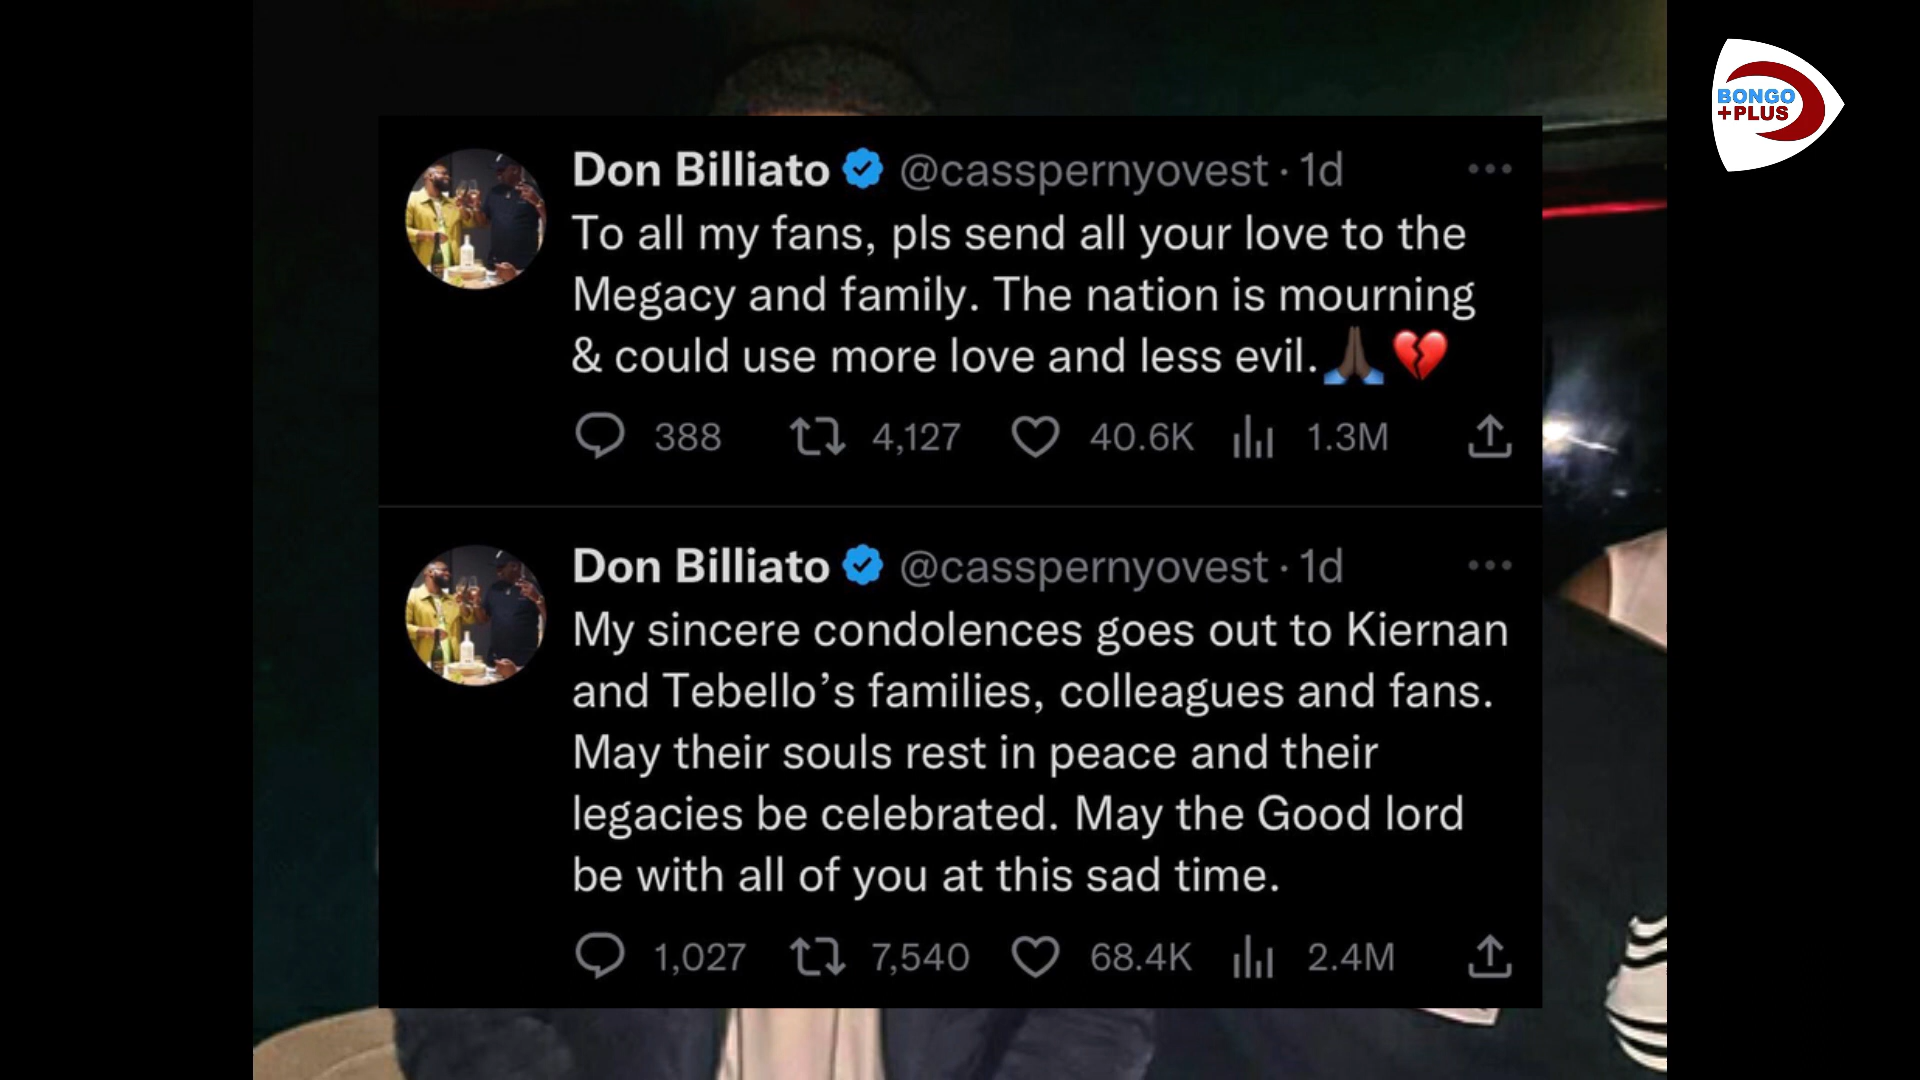 BONGO
+PLUS
Don Billiato @casspernyovest · 1d
To all my fans, pls send all your love to the
Megacy and family. The nation is mourning
& could use more love and less evil.🙏🏿💔
388 4,127 40.6K 1.3M
Don Billiato @casspernyovest · 1d
My sincere condolences goes out to Kiernan
and Tebello’s families, colleagues and fans.
May their souls rest in peace and their
legacies be celebrated. May the Good lord
be with all of you at this sad time.
1,027 7,540 68.4K 2.4M